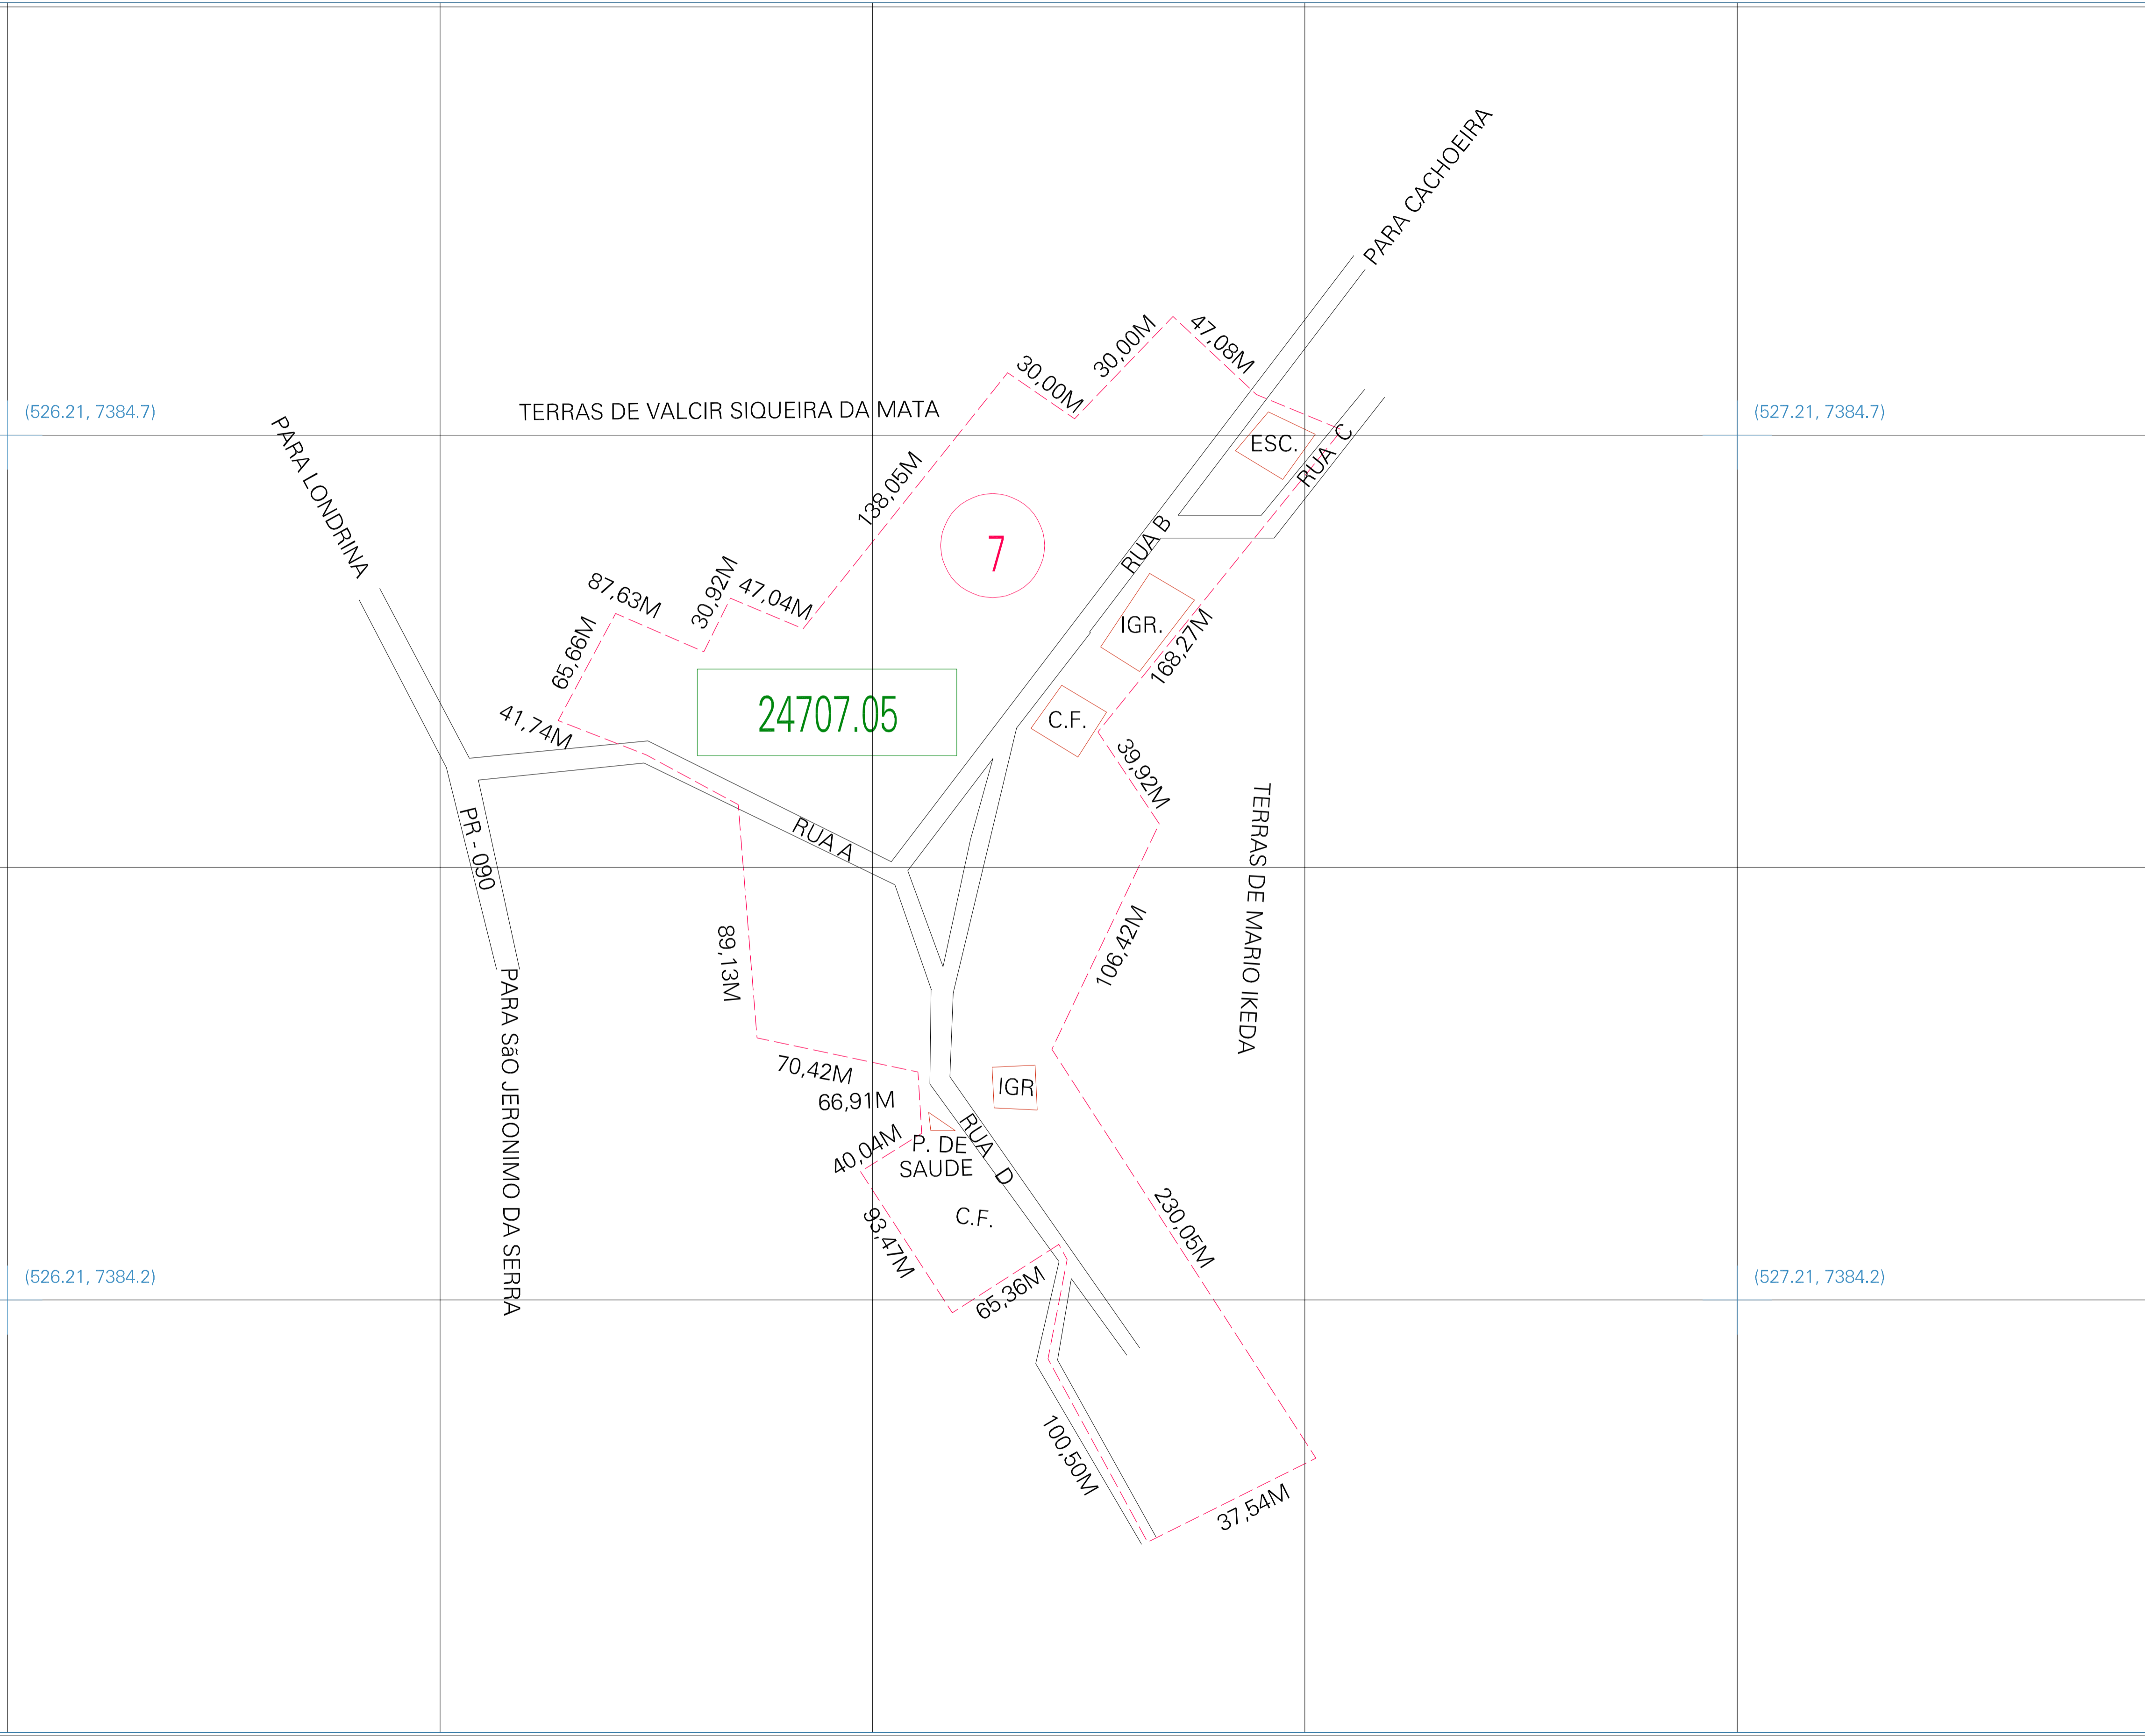 PARA CACHOEIRA
47,08M
30,00M
30,00M
(526.21, 7384.7)
TERRAS DE VALCIR SIQUEIRA DA MATA
(527.21, 7384.7)
ESC.
RUA C
PARA LONDRINA
138,05M
7
RUA B
87,63M
30,92M
47,04M
IGR.
168,27M
65,66M
24707.05
C.F.
41,74M
39,92M
RUA A
PR - 090
TERRAS DE MARIO IKEDA
106,42M
89,13M
PARA SãO JERONIMO DA SERRA
70,42M
IGR
66,91M
RUA D
40,04M
P. DE
SAUDE
C.F.
93,47M
230,05M
65,36M
(526.21, 7384.2)
(527.21, 7384.2)
100,50M
37,54M